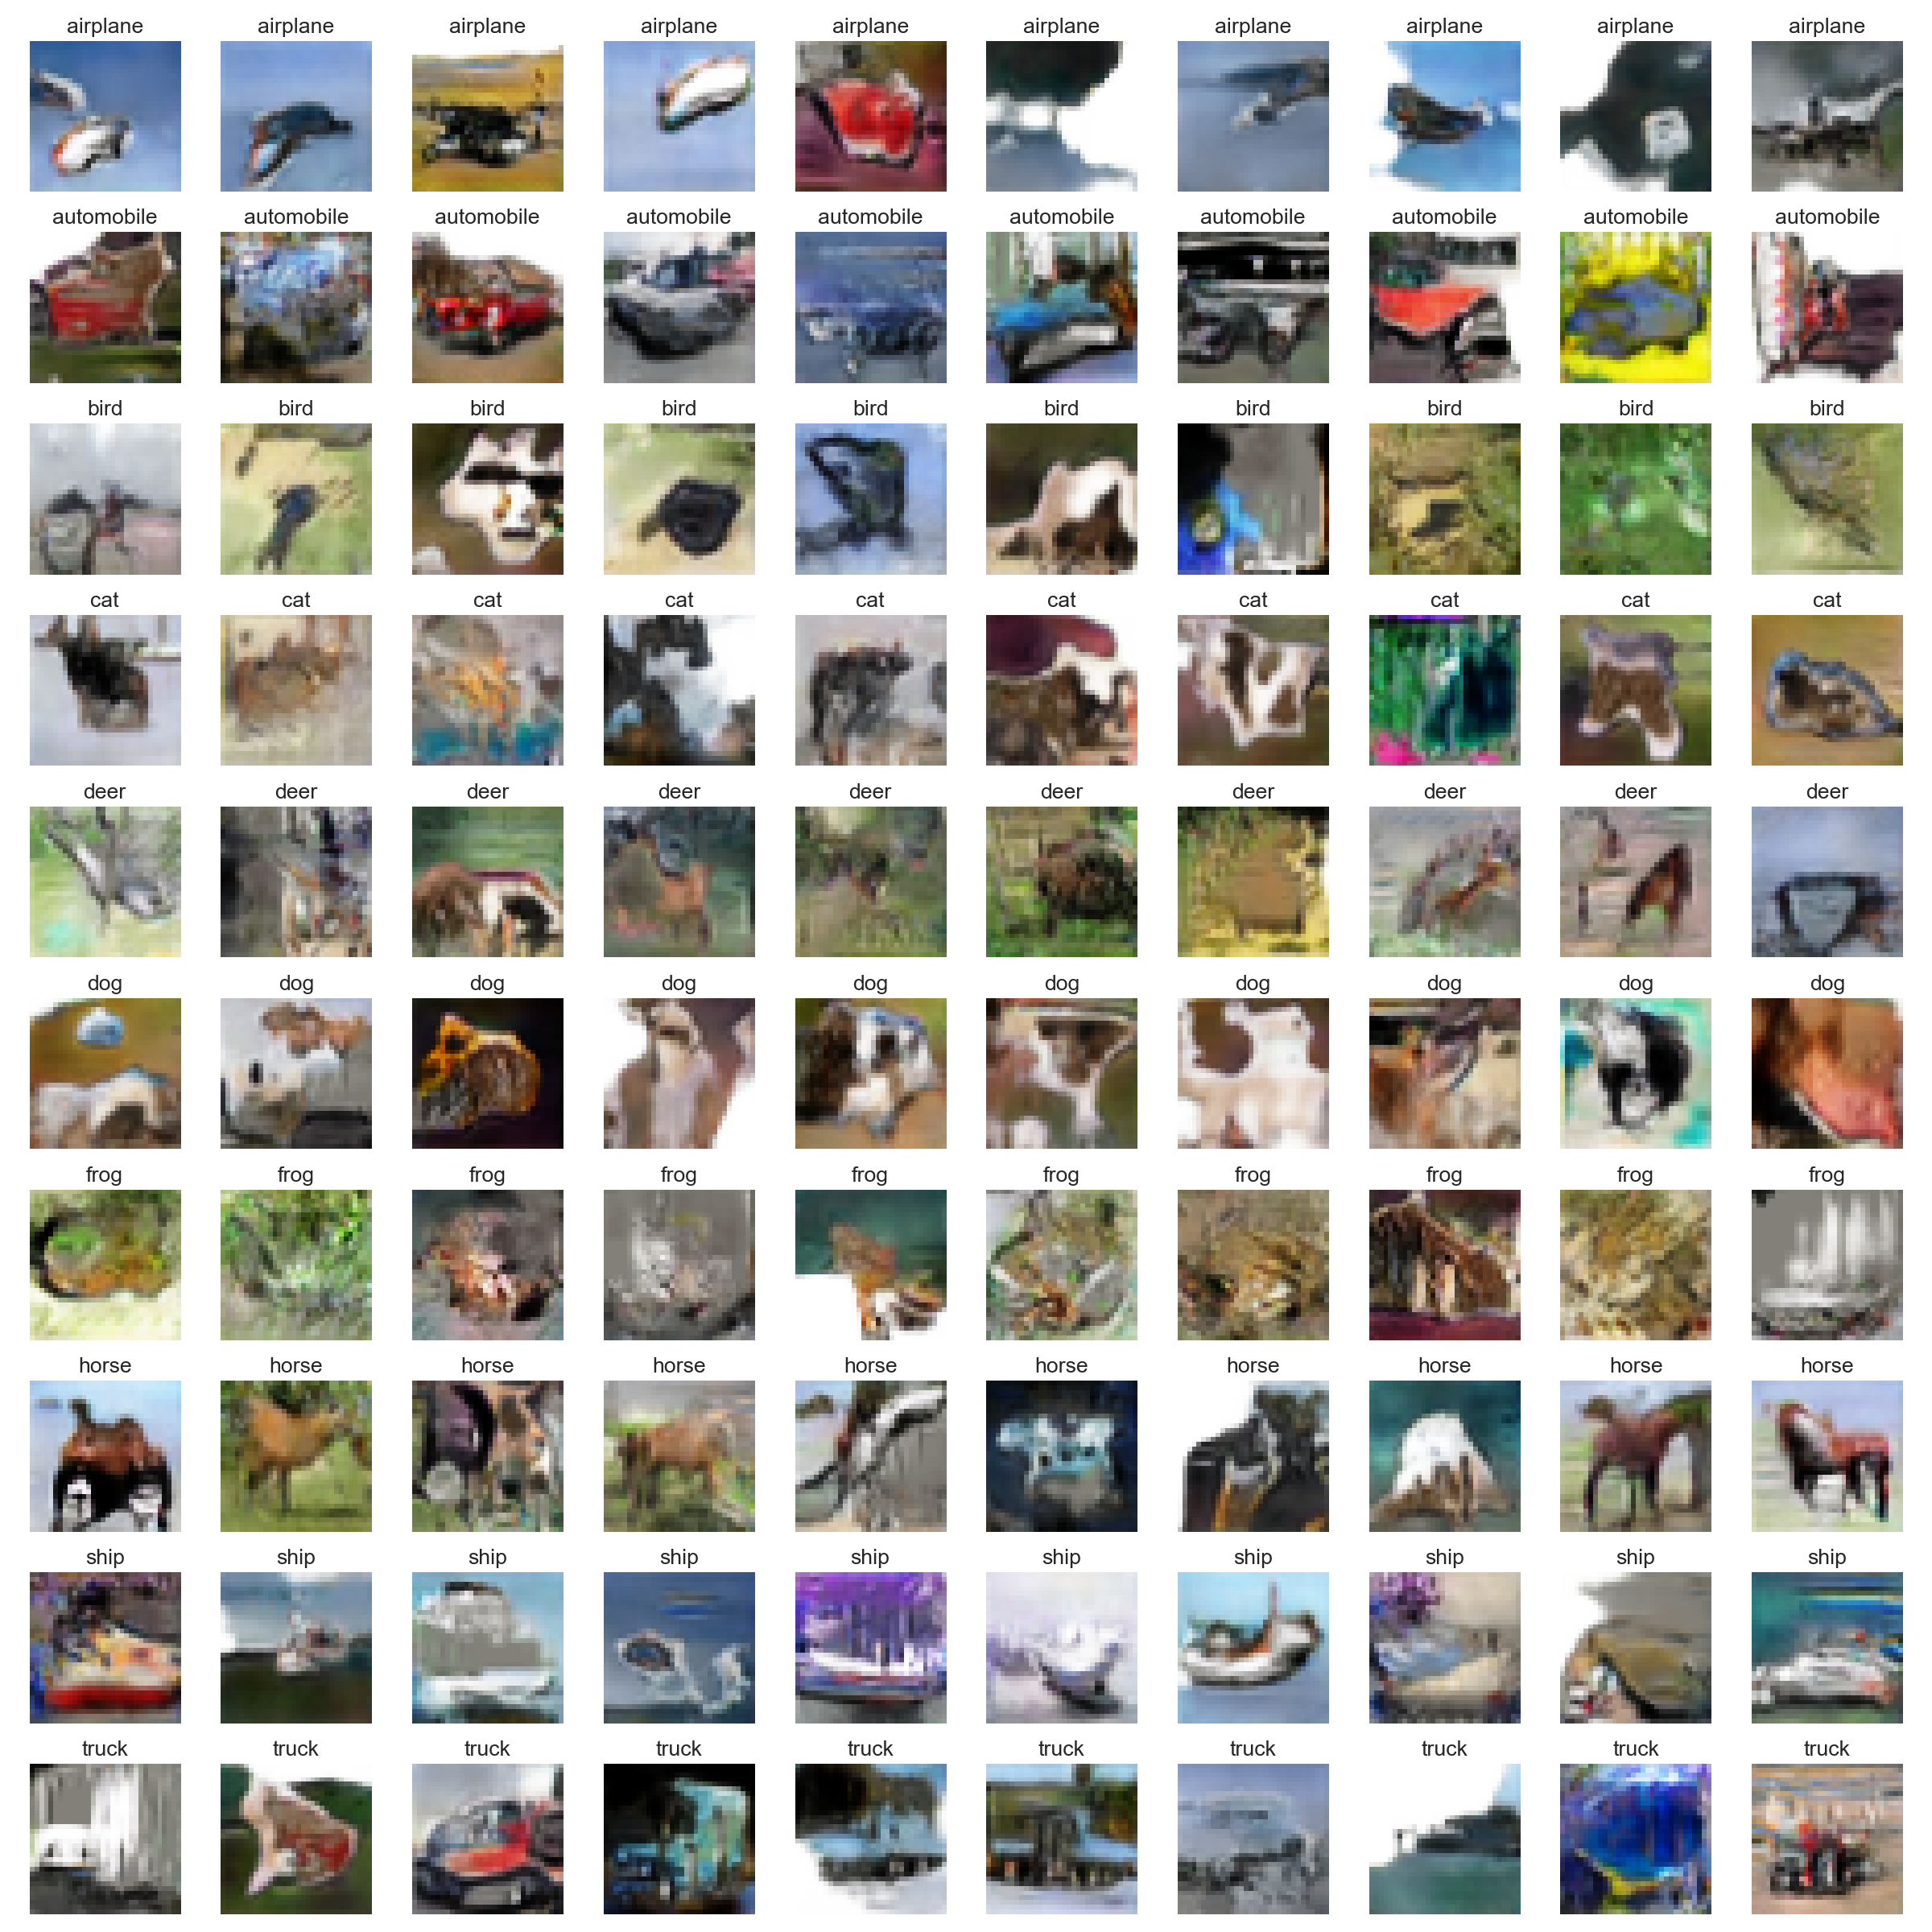 airplane airplane airplane airplane airplane airplane airplane airplane airplane airplane
automobile automobile automobile automobile automobile automobile automobile automobile automobile automobile
bird bird bird bird bird bird bird bird bird bird
cat cat cat cat cat cat cat cat cat cat
deer deer deer deer deer deer deer deer deer deer
dog dog dog dog dog dog dog dog dog dog
frog frog frog frog frog frog frog frog frog frog
horse horse horse horse horse horse horse horse horse horse
ship ship ship ship ship ship ship ship ship ship
truck truck truck truck truck truck truck truck truck truck